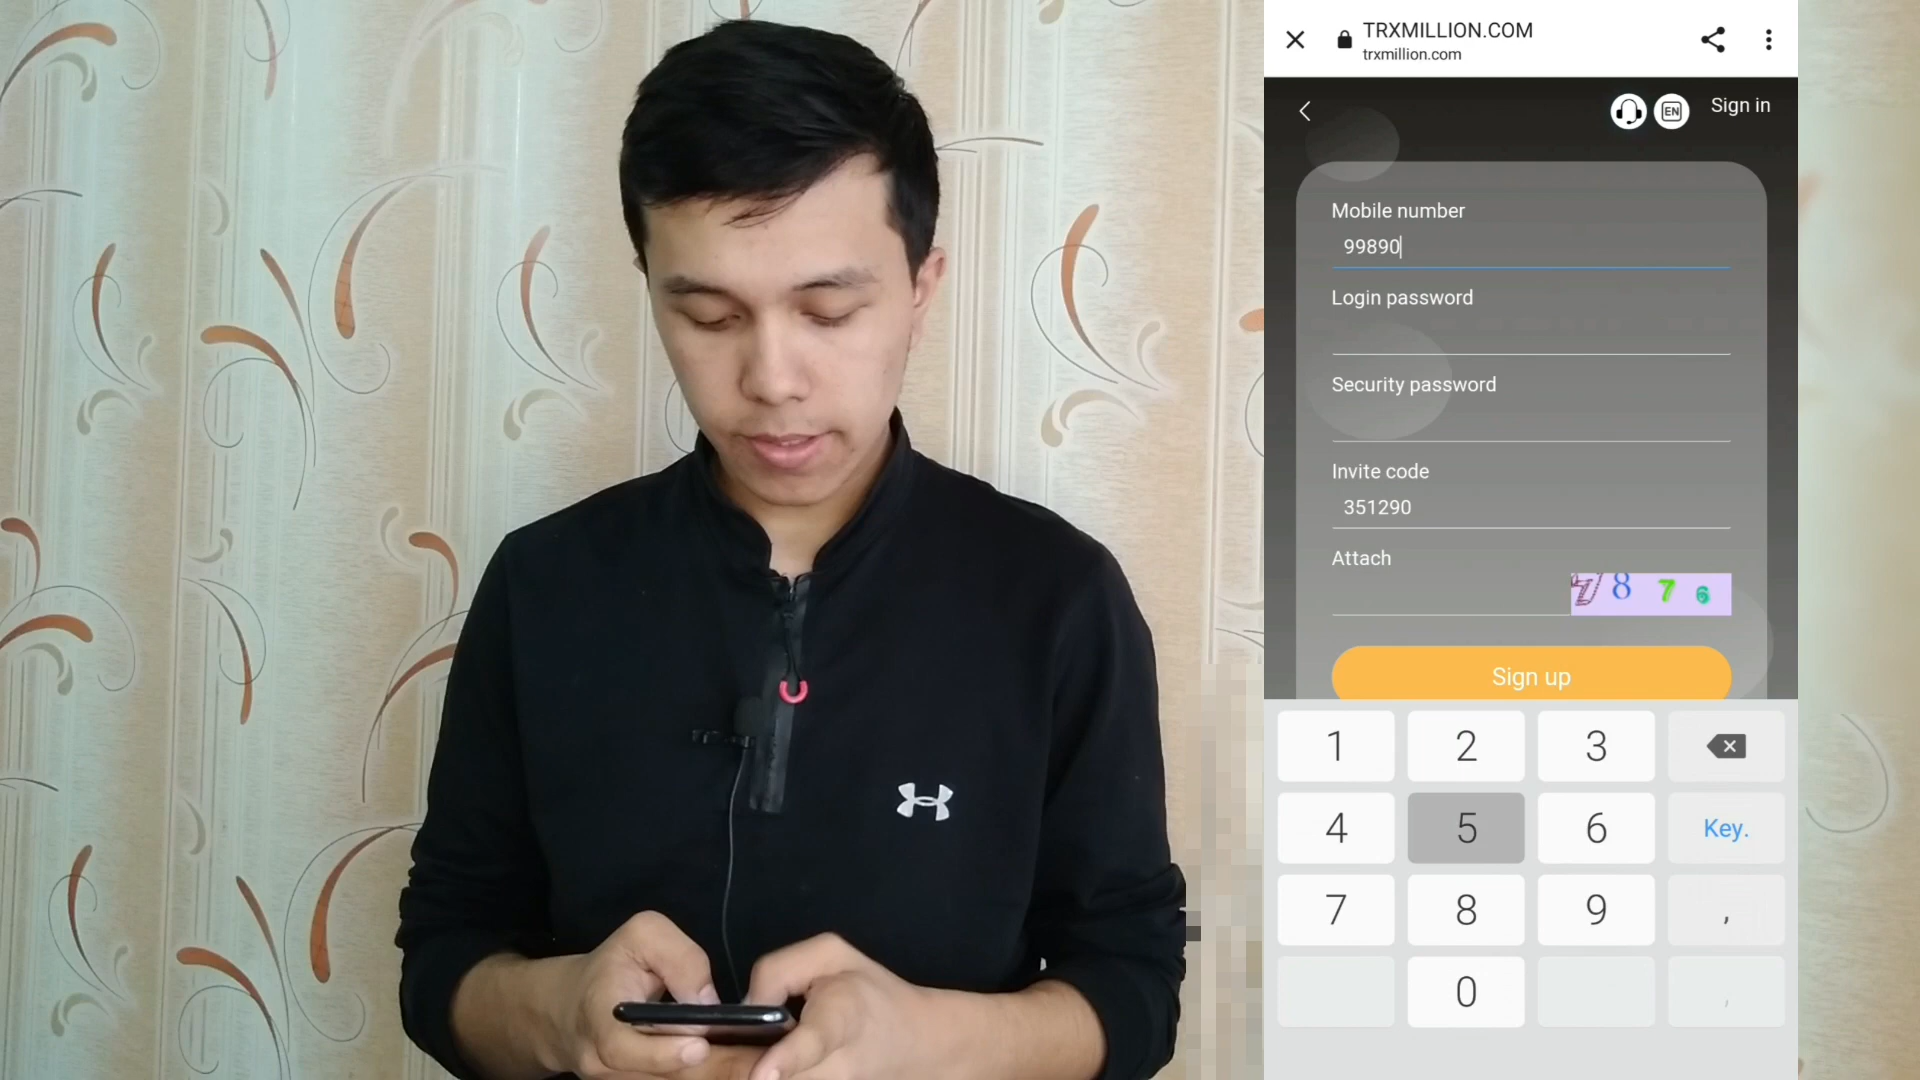 TRXMILLION.COM
trxmillion.com
EN
Sign in
Mobile number
99890
Login password
Security password
Invite code
351290
Attach
7 8 7 6
Sign up
1 2 3
4 5 6 Key.
7 8 9 ,
0 ,